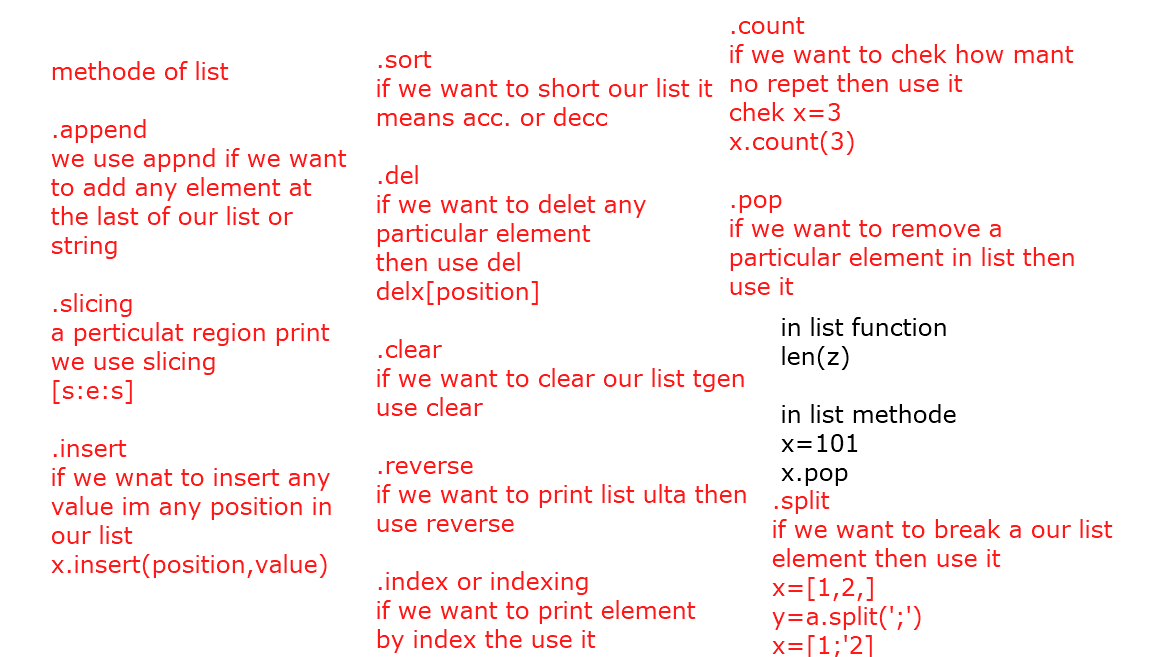 methode of list
.append
we use appnd if we want
to add any element at
the last of our list or
string
.slicing
a perticulat region print
we use slicing
[s:e:s]
.insert
if we wnat to insert any
value im any position in
our list
x.insert(position,value)
.sort
if we want to short our list it
means acc. or decc
.del
if we want to delet any
particular element
then use del
delx[position]
.clear
if we want to clear our list tgen
use clear
.reverse
if we want to print list ulta then
use reverse
.index or indexing
if we want to print element
by index the use it
.count
if we want to chek how mant
no repet then use it
chek x=3
x.count(3)
.pop
if we want to remove a
particular element in list then
use it
in list function
len(z)
in list methode
x=101
x.pop
.split
if we want to break a our list
element then use it
x=[1,2,]
y=a.split(';')
x=[1;'2]